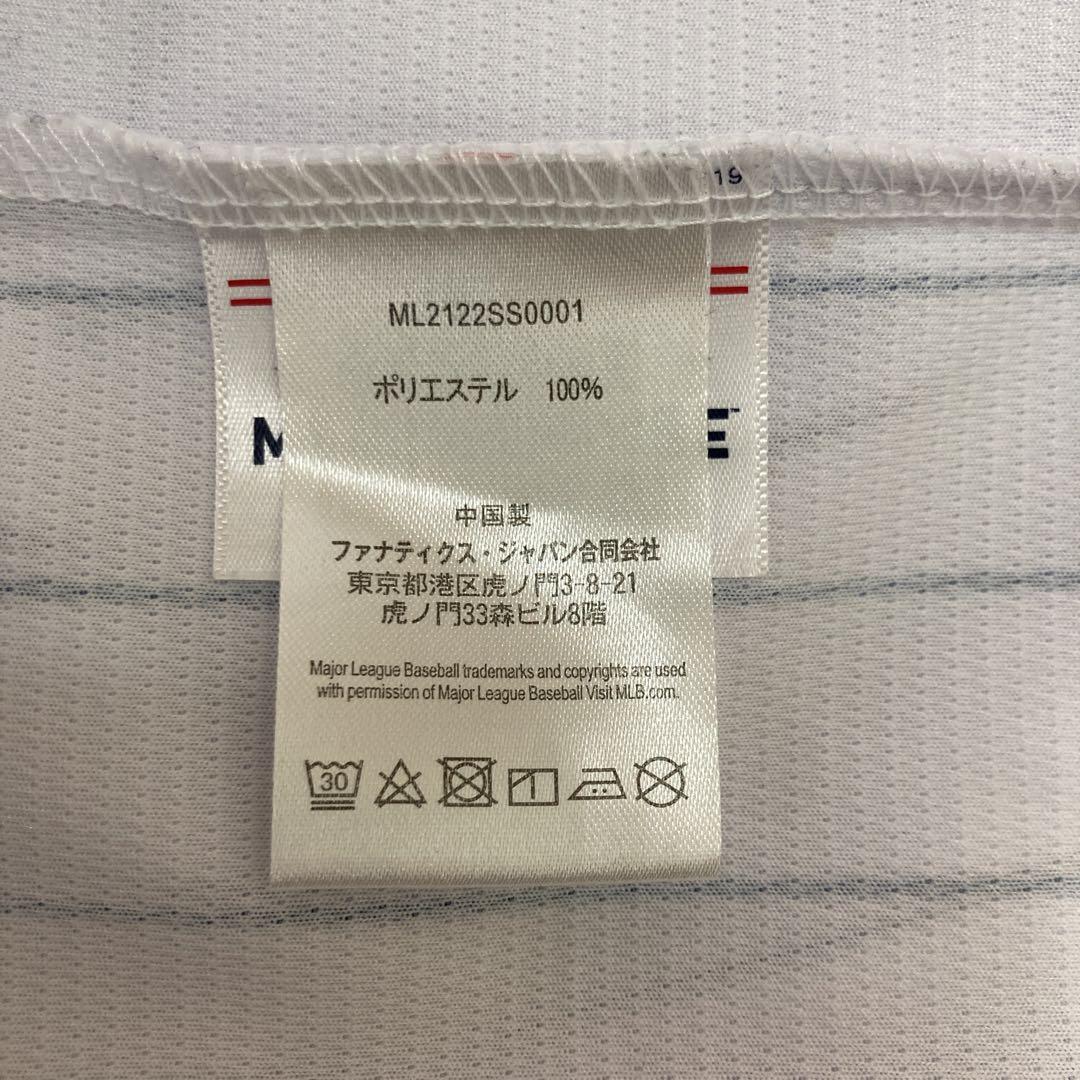 19
ML2122SS0001
ポリエステル 100%
M
E™
中国製
ファナティクス・ジャパン合同会社
東京都港区虎ノ門3-8-21
虎ノ門33森ビル8階
Major League Baseball trademarks and copyrights are used
with permission of Major League Baseball Visit MLB.com.
30